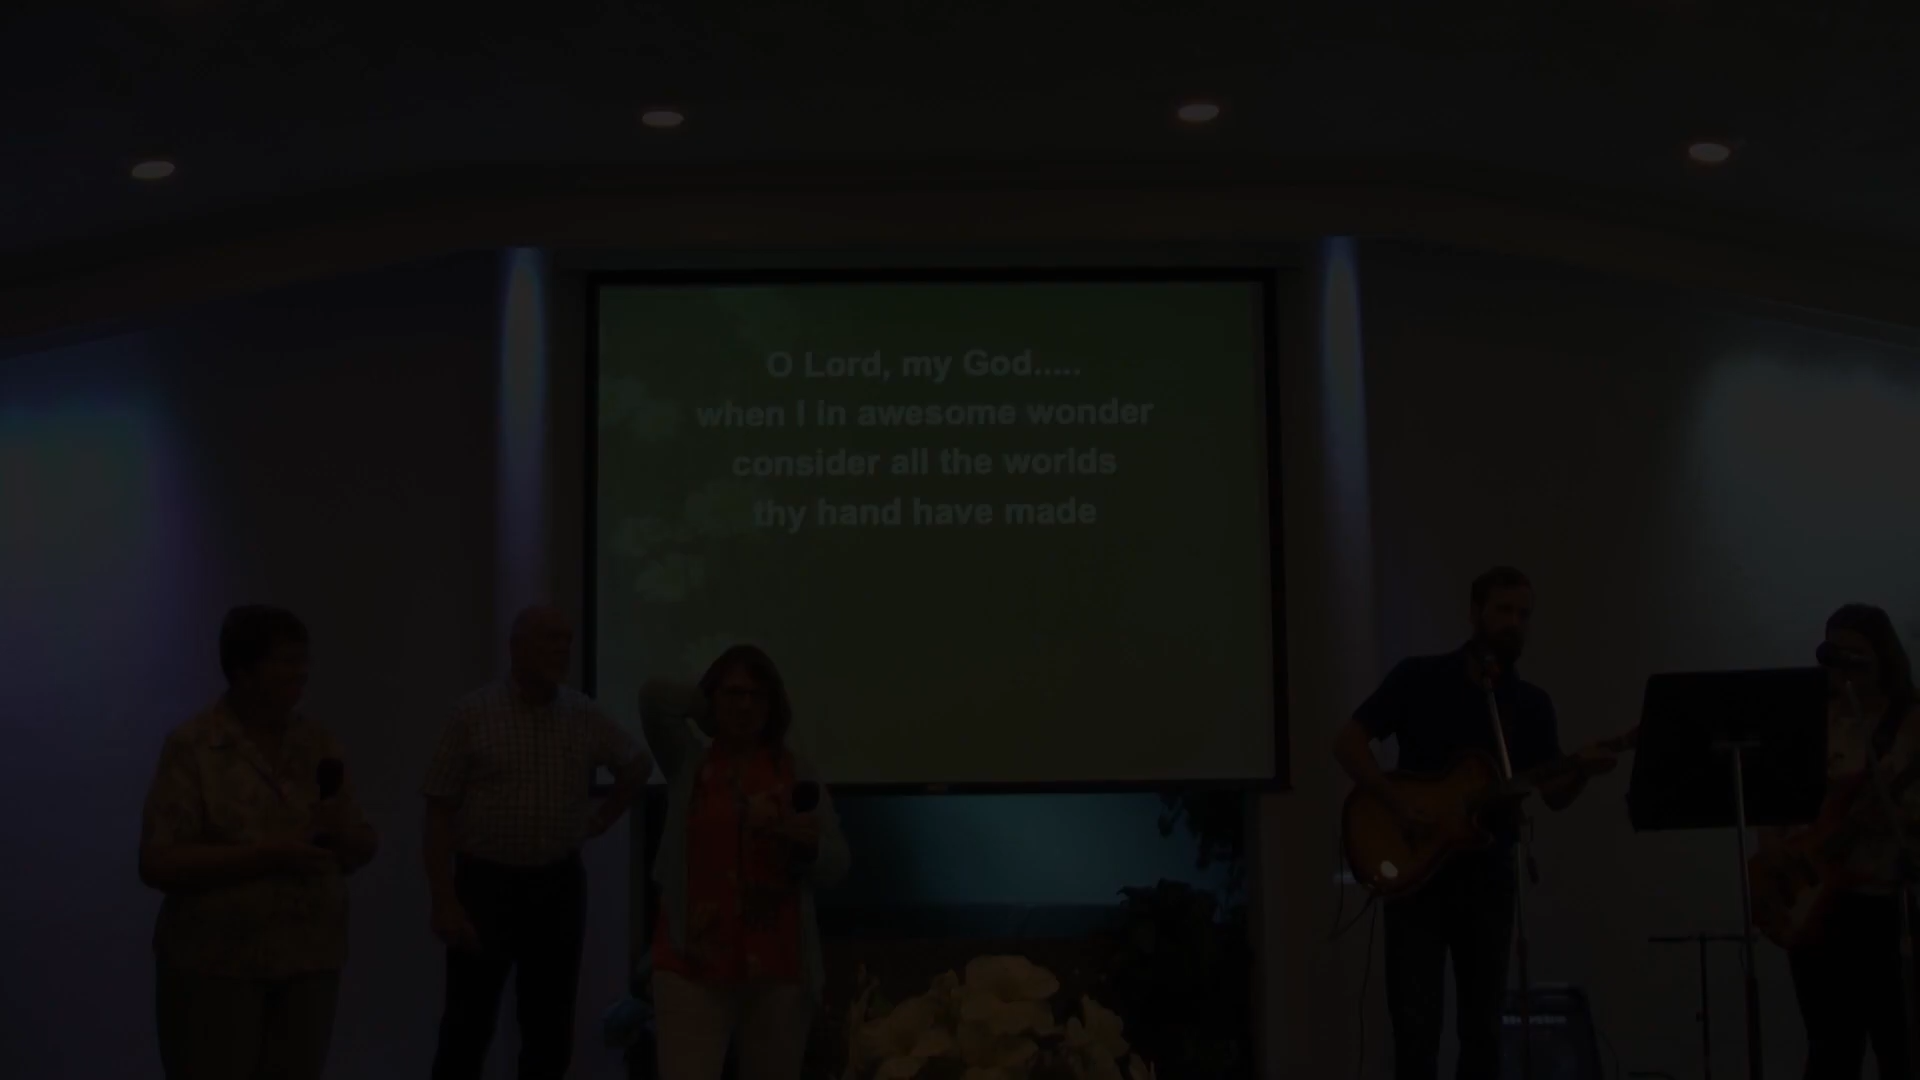 O Lord, my God.....
when I in awesome wonder
consider all the worlds
thy hand have made